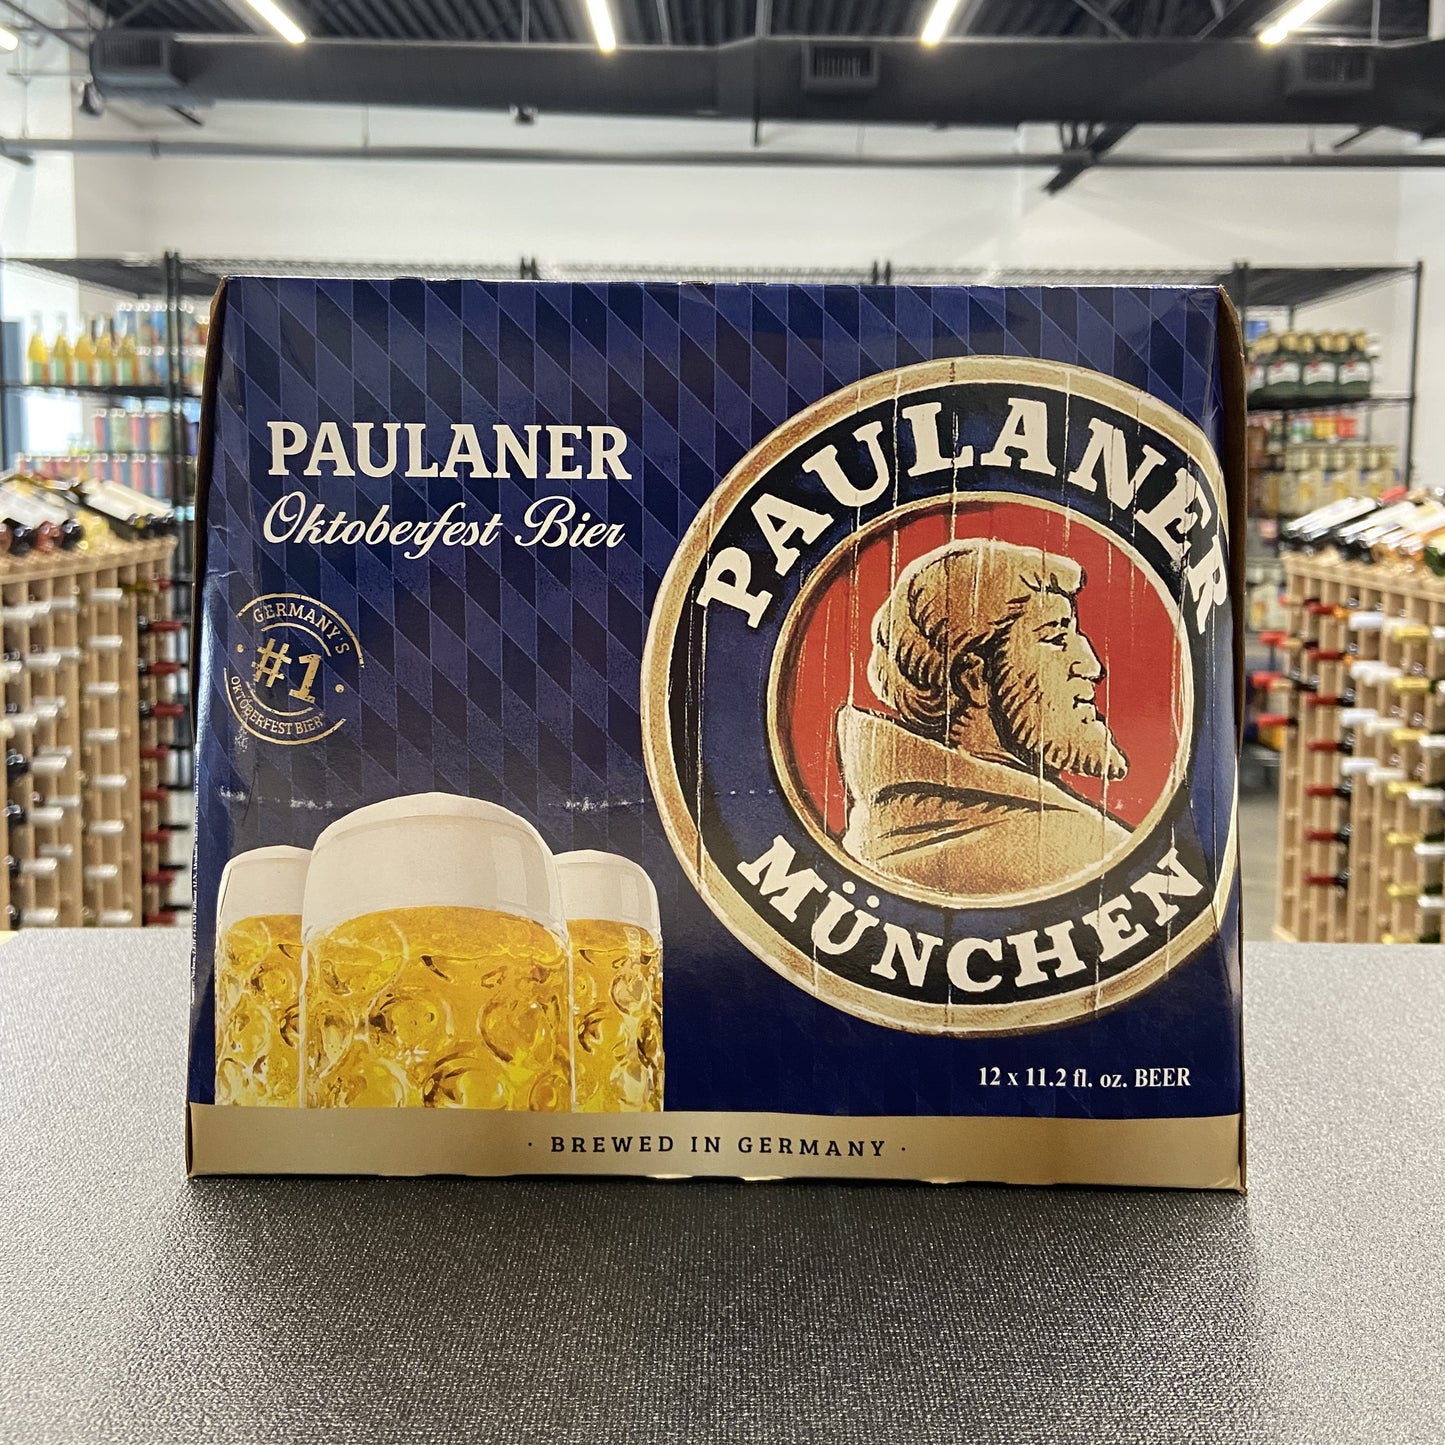 PAULANER
Oktoberfest Bier
GERMANY'S
#1
OKTOBERFEST BIER
PAULANER
MÜNCHEN
12 x 11.2 fl. oz. BEER
· BREWED IN GERMANY ·